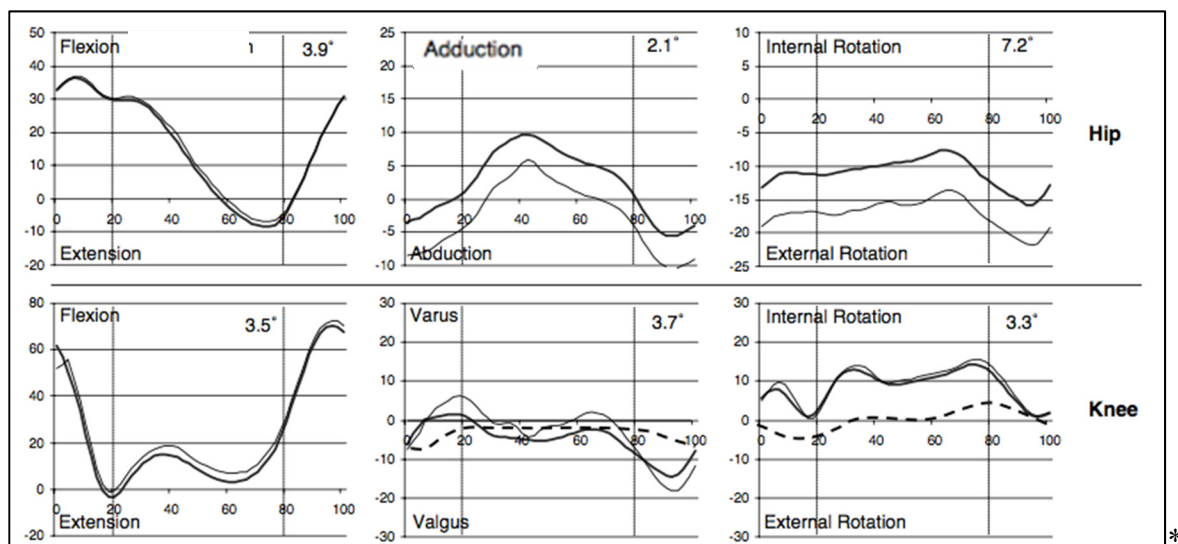 50
Flexion 3.9°
40
30
20
10
0
0 20 40 60 80 100
-10
Extension
-20
25
Adduction 2.1°
20
15
10
5
0
0 20 40 60 80 100
-5
Abduction
-10
10
Internal Rotation 7.2°
5
0
0 20 40 60 80 100
-5
-10
-15
-20
External Rotation
-25
Hip
80
Flexion
3.5°
60
40
20
0
0 20 40 60 80 100
Extension
-20
30
Varus 3.7°
20
10
0
0 20 40 60 80 100
-10
-20
Valgus
-30
30
Internal Rotation 3.3°
20
10
0
0 20 40 60 80 100
-10
-20
External Rotation
-30
Knee
*